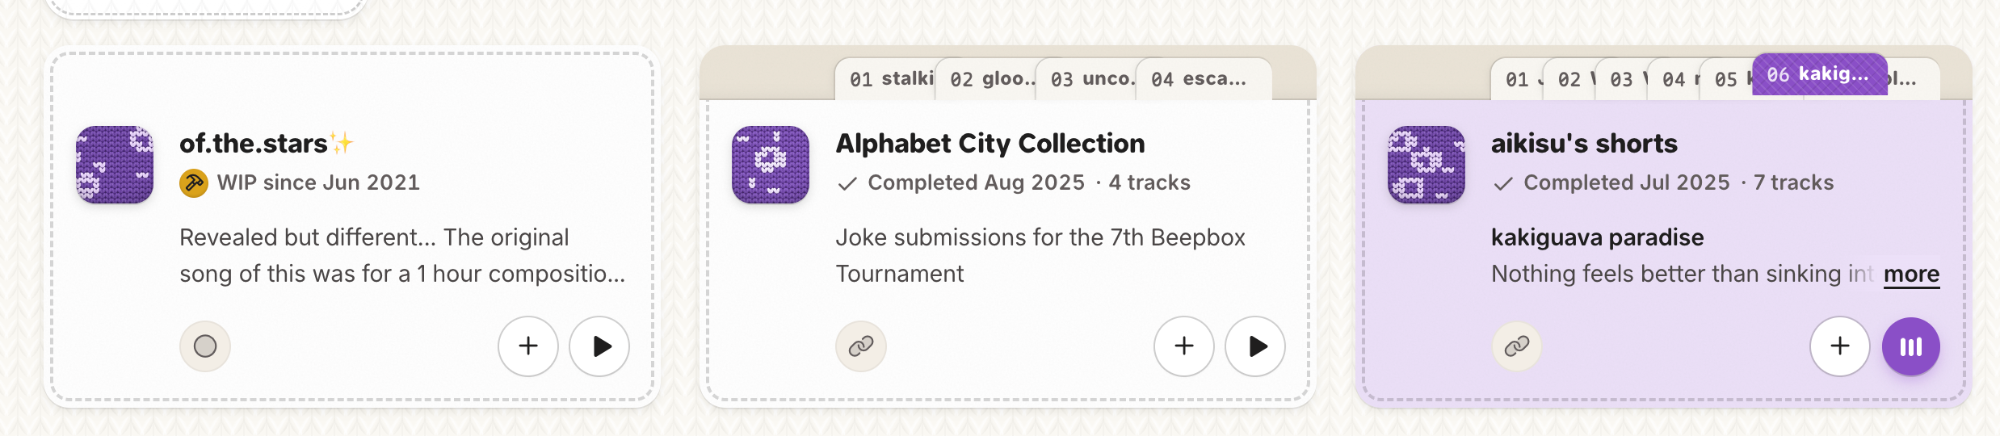 of.the.stars✨
WIP since Jun 2021
Revealed but different... The original
song of this was for a 1 hour compositio...
01 stalki 02 gloo... 03 unco... 04 esca...
Alphabet City Collection
Completed Aug 2025 · 4 tracks
Joke submissions for the 7th Beepbox
Tournament
01 02 03 04 05 06 kakig...
aikisu's shorts
Completed Jul 2025 · 7 tracks
kakiguava paradise
Nothing feels better than sinking int more